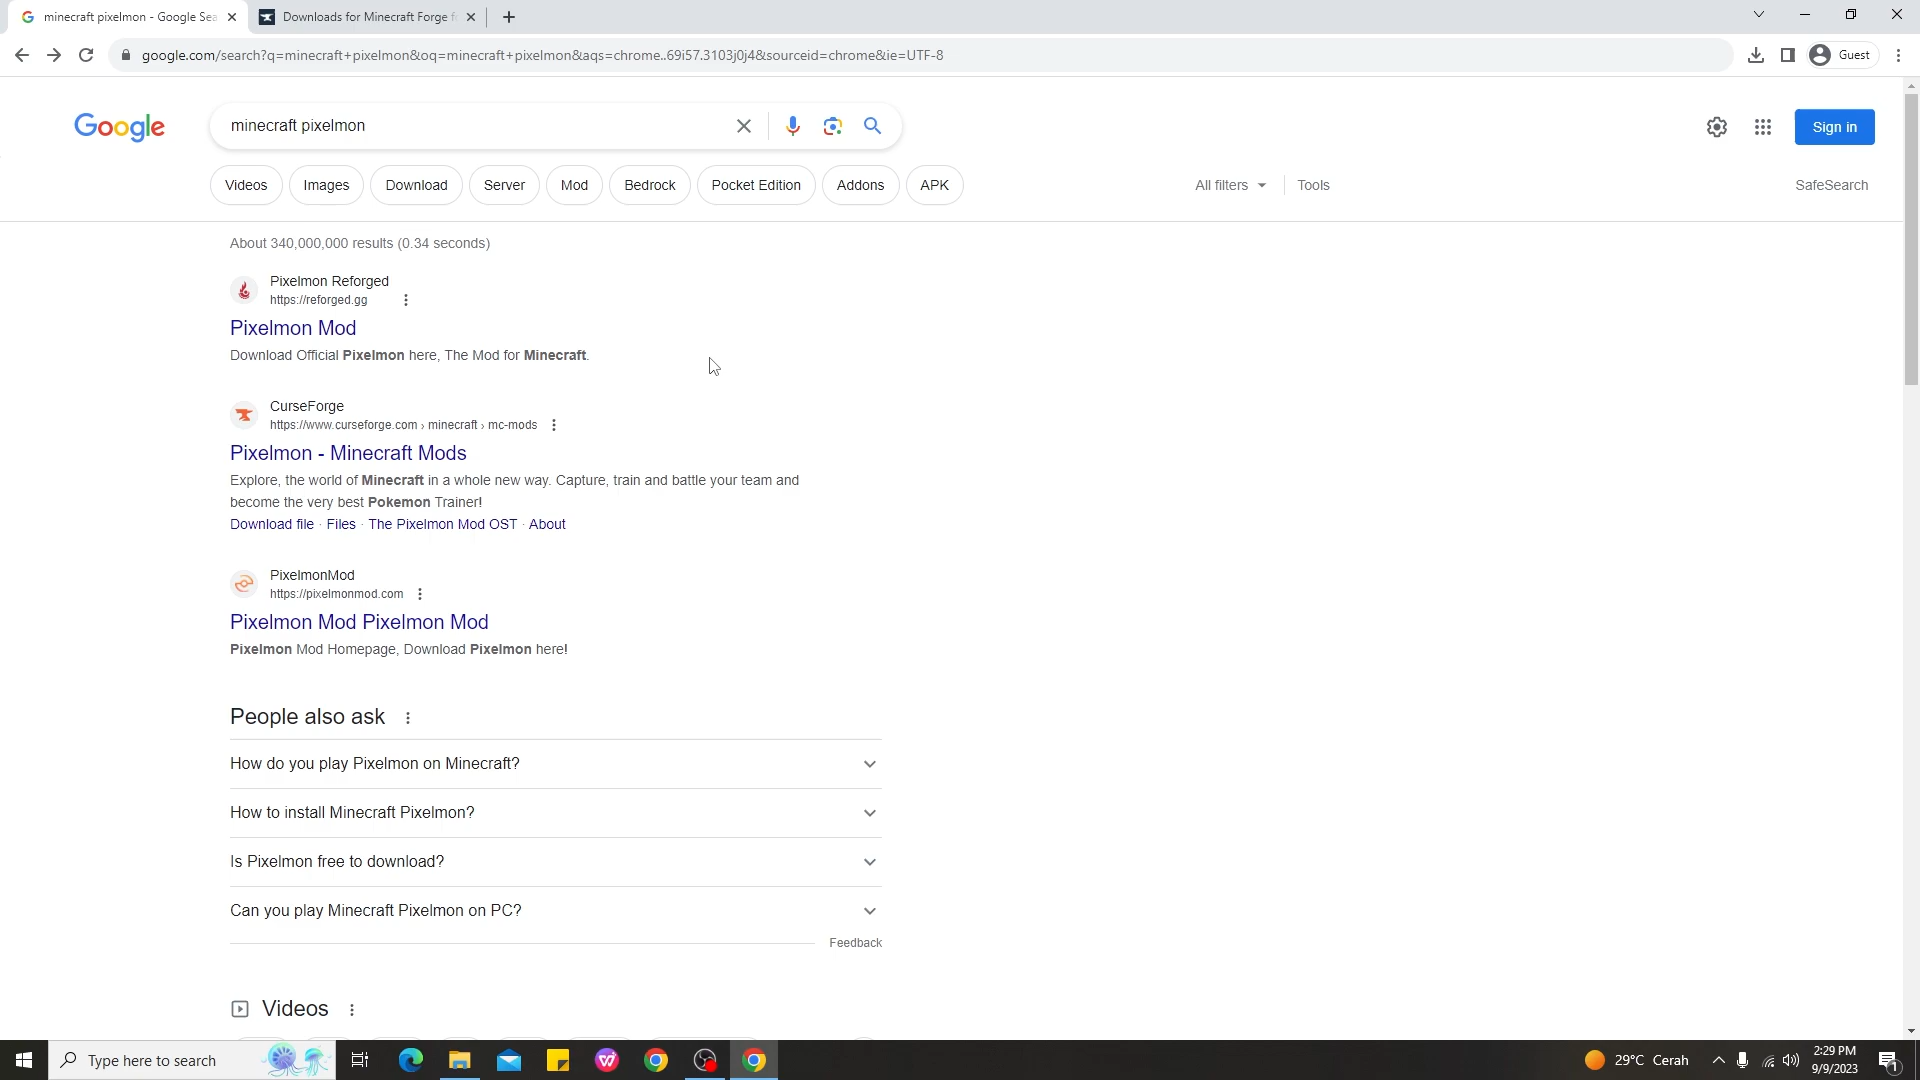 minecraft pixelmon - Google Sea
Downloads for Minecraft Forge f
google.com/search?q=minecraft+pixelmon&oq=minecraft+pixelmon&aqs=chrome..69i57.3103j0j4&sourceid=chrome&ie=UTF-8
Guest
Google
minecraft pixelmon
Sign in
Videos
Images
Download
Server
Mod
Bedrock
Pocket Edition
Addons
APK
All filters
Tools
SafeSearch
About 340,000,000 results (0.34 seconds)
Pixelmon Reforged
https://reforged.gg
Pixelmon Mod
Download Official Pixelmon here, The Mod for Minecraft.
CurseForge
https://www.curseforge.com › minecraft › mc-mods
Pixelmon - Minecraft Mods
Explore, the world of Minecraft in a whole new way. Capture, train and battle your team and
become the very best Pokemon Trainer!
Download file · Files · The Pixelmon Mod OST · About
PixelmonMod
https://pixelmonmod.com
Pixelmon Mod Pixelmon Mod
Pixelmon Mod Homepage, Download Pixelmon here!
People also ask
How do you play Pixelmon on Minecraft?
How to install Minecraft Pixelmon?
Is Pixelmon free to download?
Can you play Minecraft Pixelmon on PC?
Feedback
Videos
Type here to search
29°C Cerah
2:29 PM
9/9/2023
1